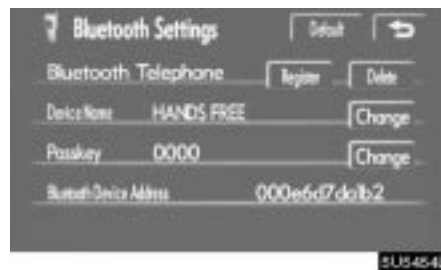 Bluetooth Settings Default
Bluetooth Telephone Register Delete
Device Name HANDS FREE Change
Passkey 0000 Change
Bluetooth Device Address 000e6d7da1b2